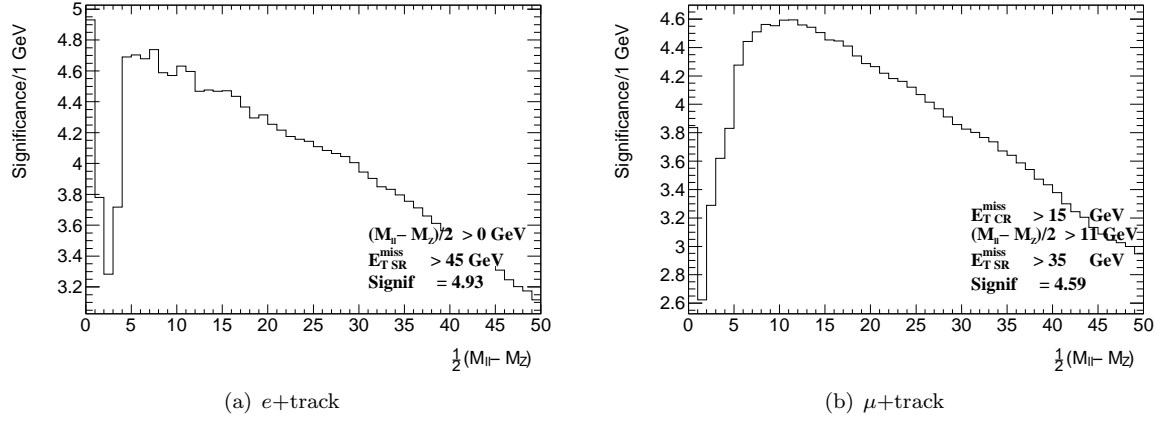 Significance/1 GeV
5
4.8
4.6
4.4
4.2
4
3.8
3.6
3.4
3.2
(M_ll − M_Z)/2 > 0 GeV
E_T SR^miss > 45 GeV
Signif = 4.93
0 5 10 15 20 25 30 35 40 45 50
1/2 (M_ll − M_Z)
(a) e+track
Significance/1 GeV
4.6
4.4
4.2
4
3.8
3.6
3.4
3.2
3
2.8
2.6
E_T CR^miss > 15 GeV
(M_ll − M_Z)/2 > 11 GeV
E_T SR^miss > 35 GeV
Signif = 4.59
0 5 10 15 20 25 30 35 40 45 50
1/2 (M_ll − M_Z)
(b) μ+track